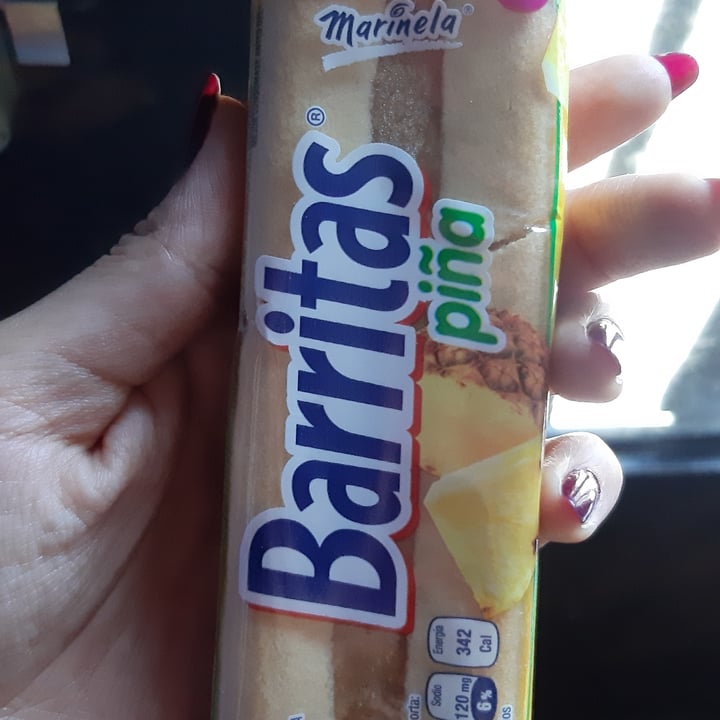 Marinela®
Barritas®
piña
Energía
342
Cal
Sodio
120 mg
6%